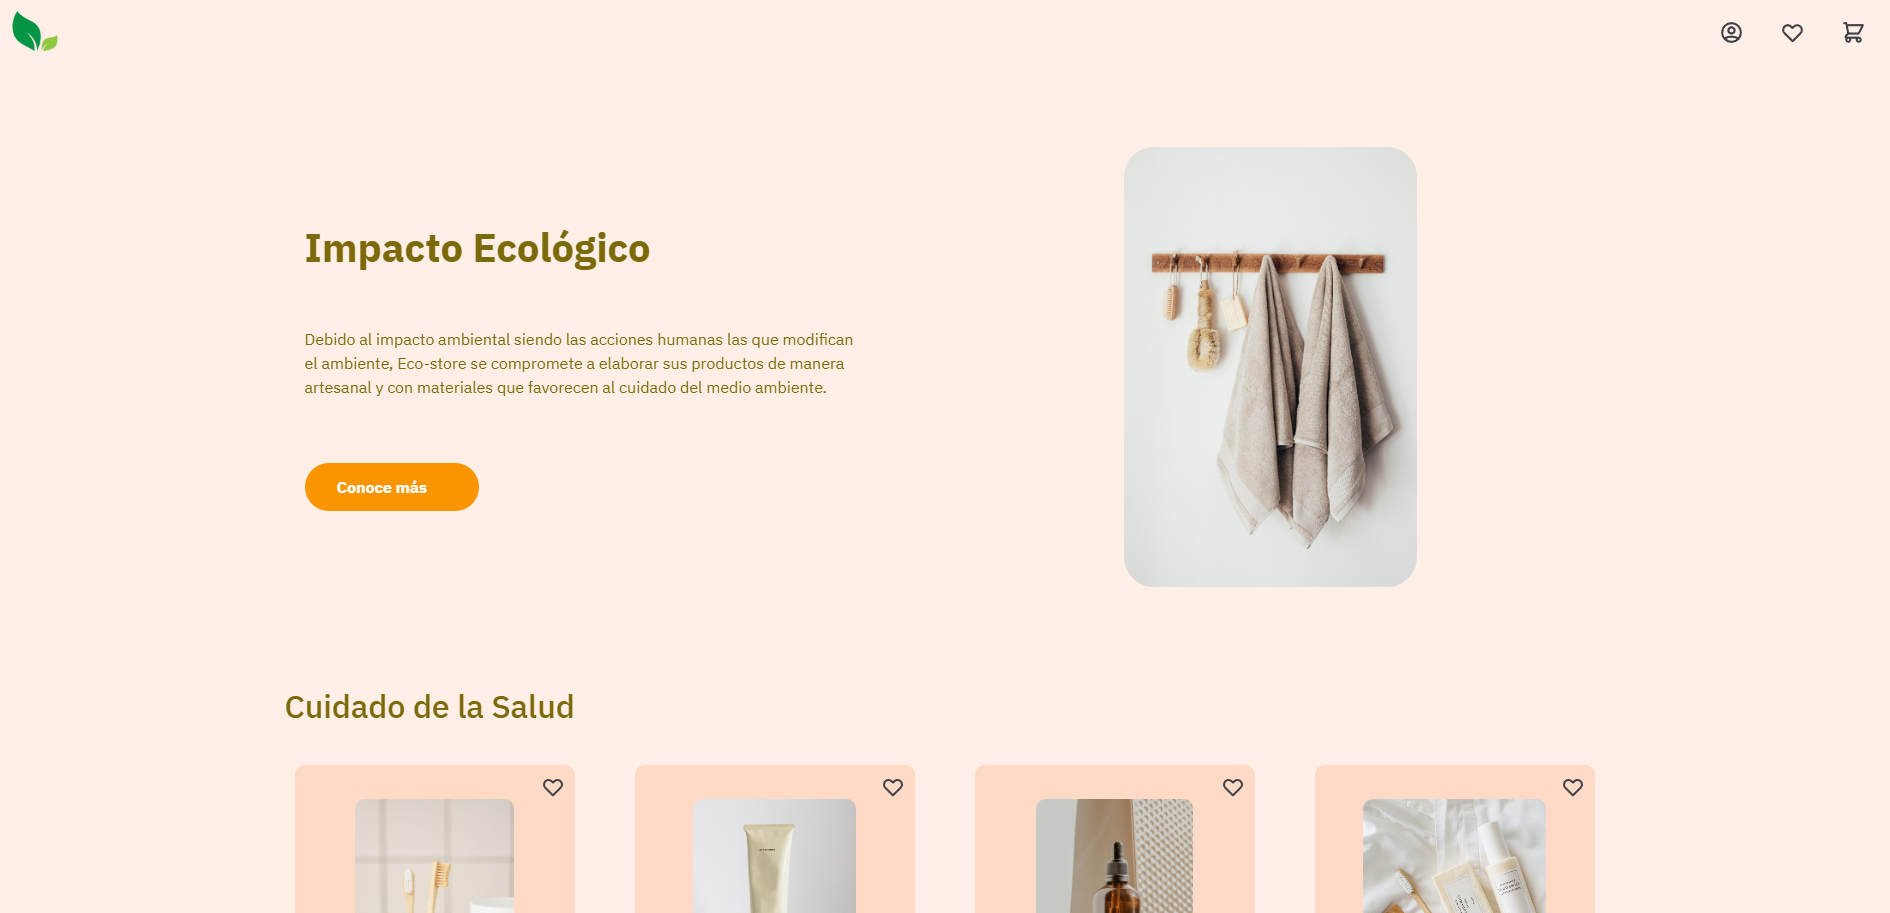 Impacto Ecológico
Debido al impacto ambiental siendo las acciones humanas las que modifican
el ambiente, Eco-store se compromete a elaborar sus productos de manera
artesanal y con materiales que favorecen al cuidado del medio ambiente.
Conoce más
Cuidado de la Salud